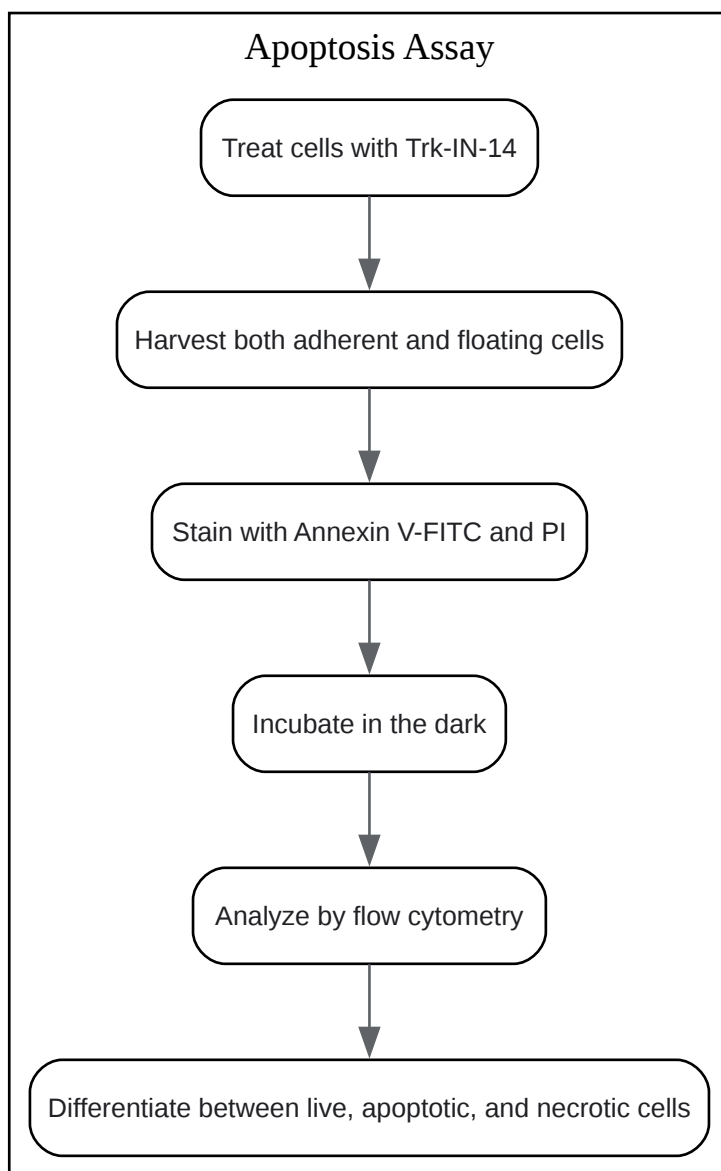 Apoptosis Assay
Treat cells with Trk-IN-14
Harvest both adherent and floating cells
Stain with Annexin V-FITC and PI
Incubate in the dark
Analyze by flow cytometry
Differentiate between live, apoptotic, and necrotic cells